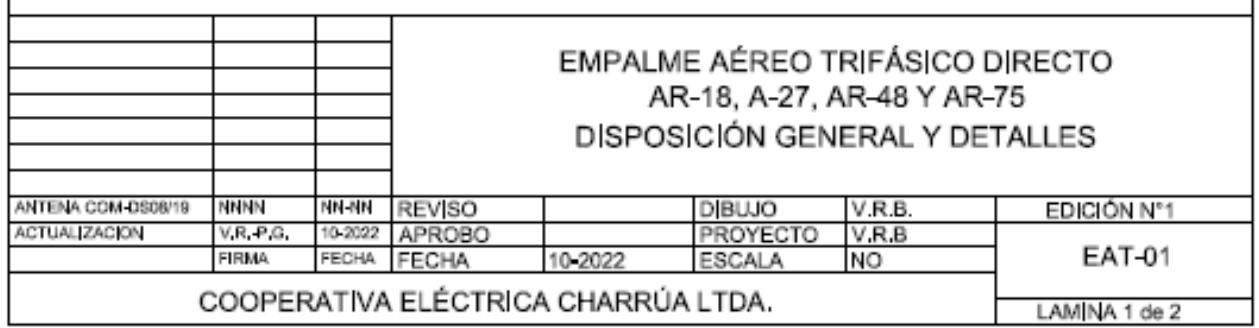 EMPALME AÉREO TRIFÁSICO DIRECTO
AR-18, A-27, AR-48 Y AR-75
DISPOSICIÓN GENERAL Y DETALLES
ANTENA COM-DS08/19 NNNN NN-NN REVISO DIBUJO V.R.B. EDICIÓN N°1
ACTUALIZACION V.R.-P.G. 10-2022 APROBO PROYECTO V.R.B
FIRMA FECHA FECHA 10-2022 ESCALA NO EAT-01
COOPERATIVA ELÉCTRICA CHARRÚA LTDA. LAMINA 1 de 2